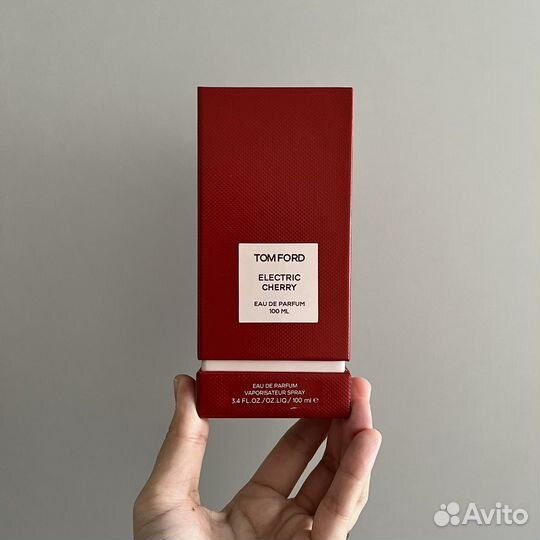 TOM FORD
ELECTRIC
CHERRY
EAU DE PARFUM
100 ML
EAU DE PARFUM
VAPORISATEUR SPRAY
3.4 FL.OZ./OZ.LIQ/100 ml ℮
Avito